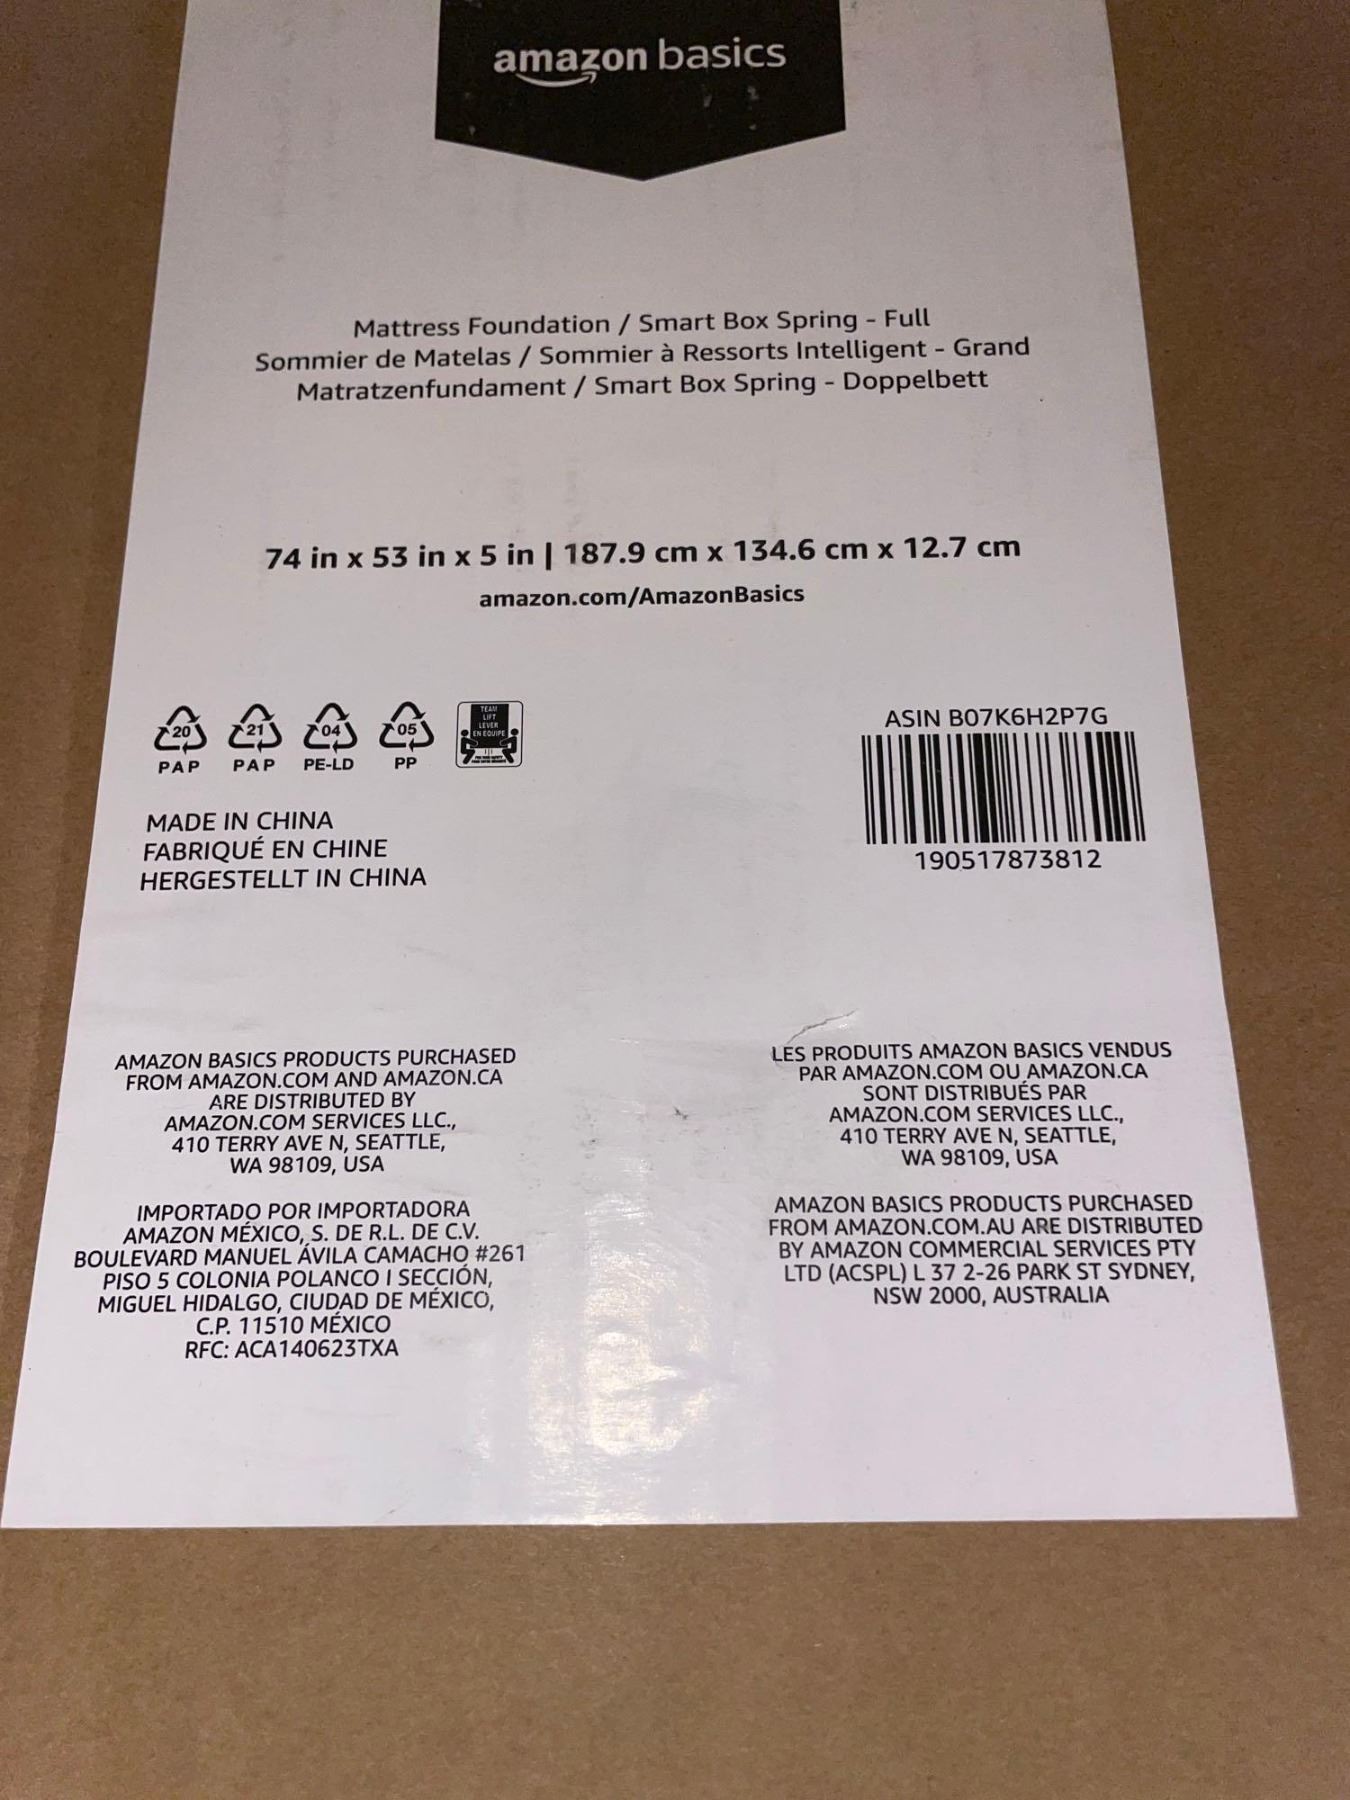 amazon basics
Mattress Foundation / Smart Box Spring - Full
Sommier de Matelas / Sommier à Ressorts Intelligent - Grand
Matratzenfundament / Smart Box Spring - Doppelbett
74 in x 53 in x 5 in | 187.9 cm x 134.6 cm x 12.7 cm
amazon.com/AmazonBasics
20 21 04 05
PAP PAP PE-LD PP
TEAM
LIFT
LEVER
EN EQUIPE
ASIN B07K6H2P7G
190517873812
MADE IN CHINA
FABRIQUÉ EN CHINE
HERGESTELLT IN CHINA
AMAZON BASICS PRODUCTS PURCHASED
FROM AMAZON.COM AND AMAZON.CA
ARE DISTRIBUTED BY
AMAZON.COM SERVICES LLC.,
410 TERRY AVE N, SEATTLE,
WA 98109, USA
LES PRODUITS AMAZON BASICS VENDUS
PAR AMAZON.COM OU AMAZON.CA
SONT DISTRIBUÉS PAR
AMAZON.COM SERVICES LLC.,
410 TERRY AVE N, SEATTLE,
WA 98109, USA
IMPORTADO POR IMPORTADORA
AMAZON MÉXICO, S. DE R.L. DE C.V.
BOULEVARD MANUEL ÁVILA CAMACHO #261
PISO 5 COLONIA POLANCO I SECCIÓN,
MIGUEL HIDALGO, CIUDAD DE MÉXICO,
C.P. 11510 MÉXICO
RFC: ACA140623TXA
AMAZON BASICS PRODUCTS PURCHASED
FROM AMAZON.COM.AU ARE DISTRIBUTED
BY AMAZON COMMERCIAL SERVICES PTY
LTD (ACSPL) L 37 2-26 PARK ST SYDNEY,
NSW 2000, AUSTRALIA